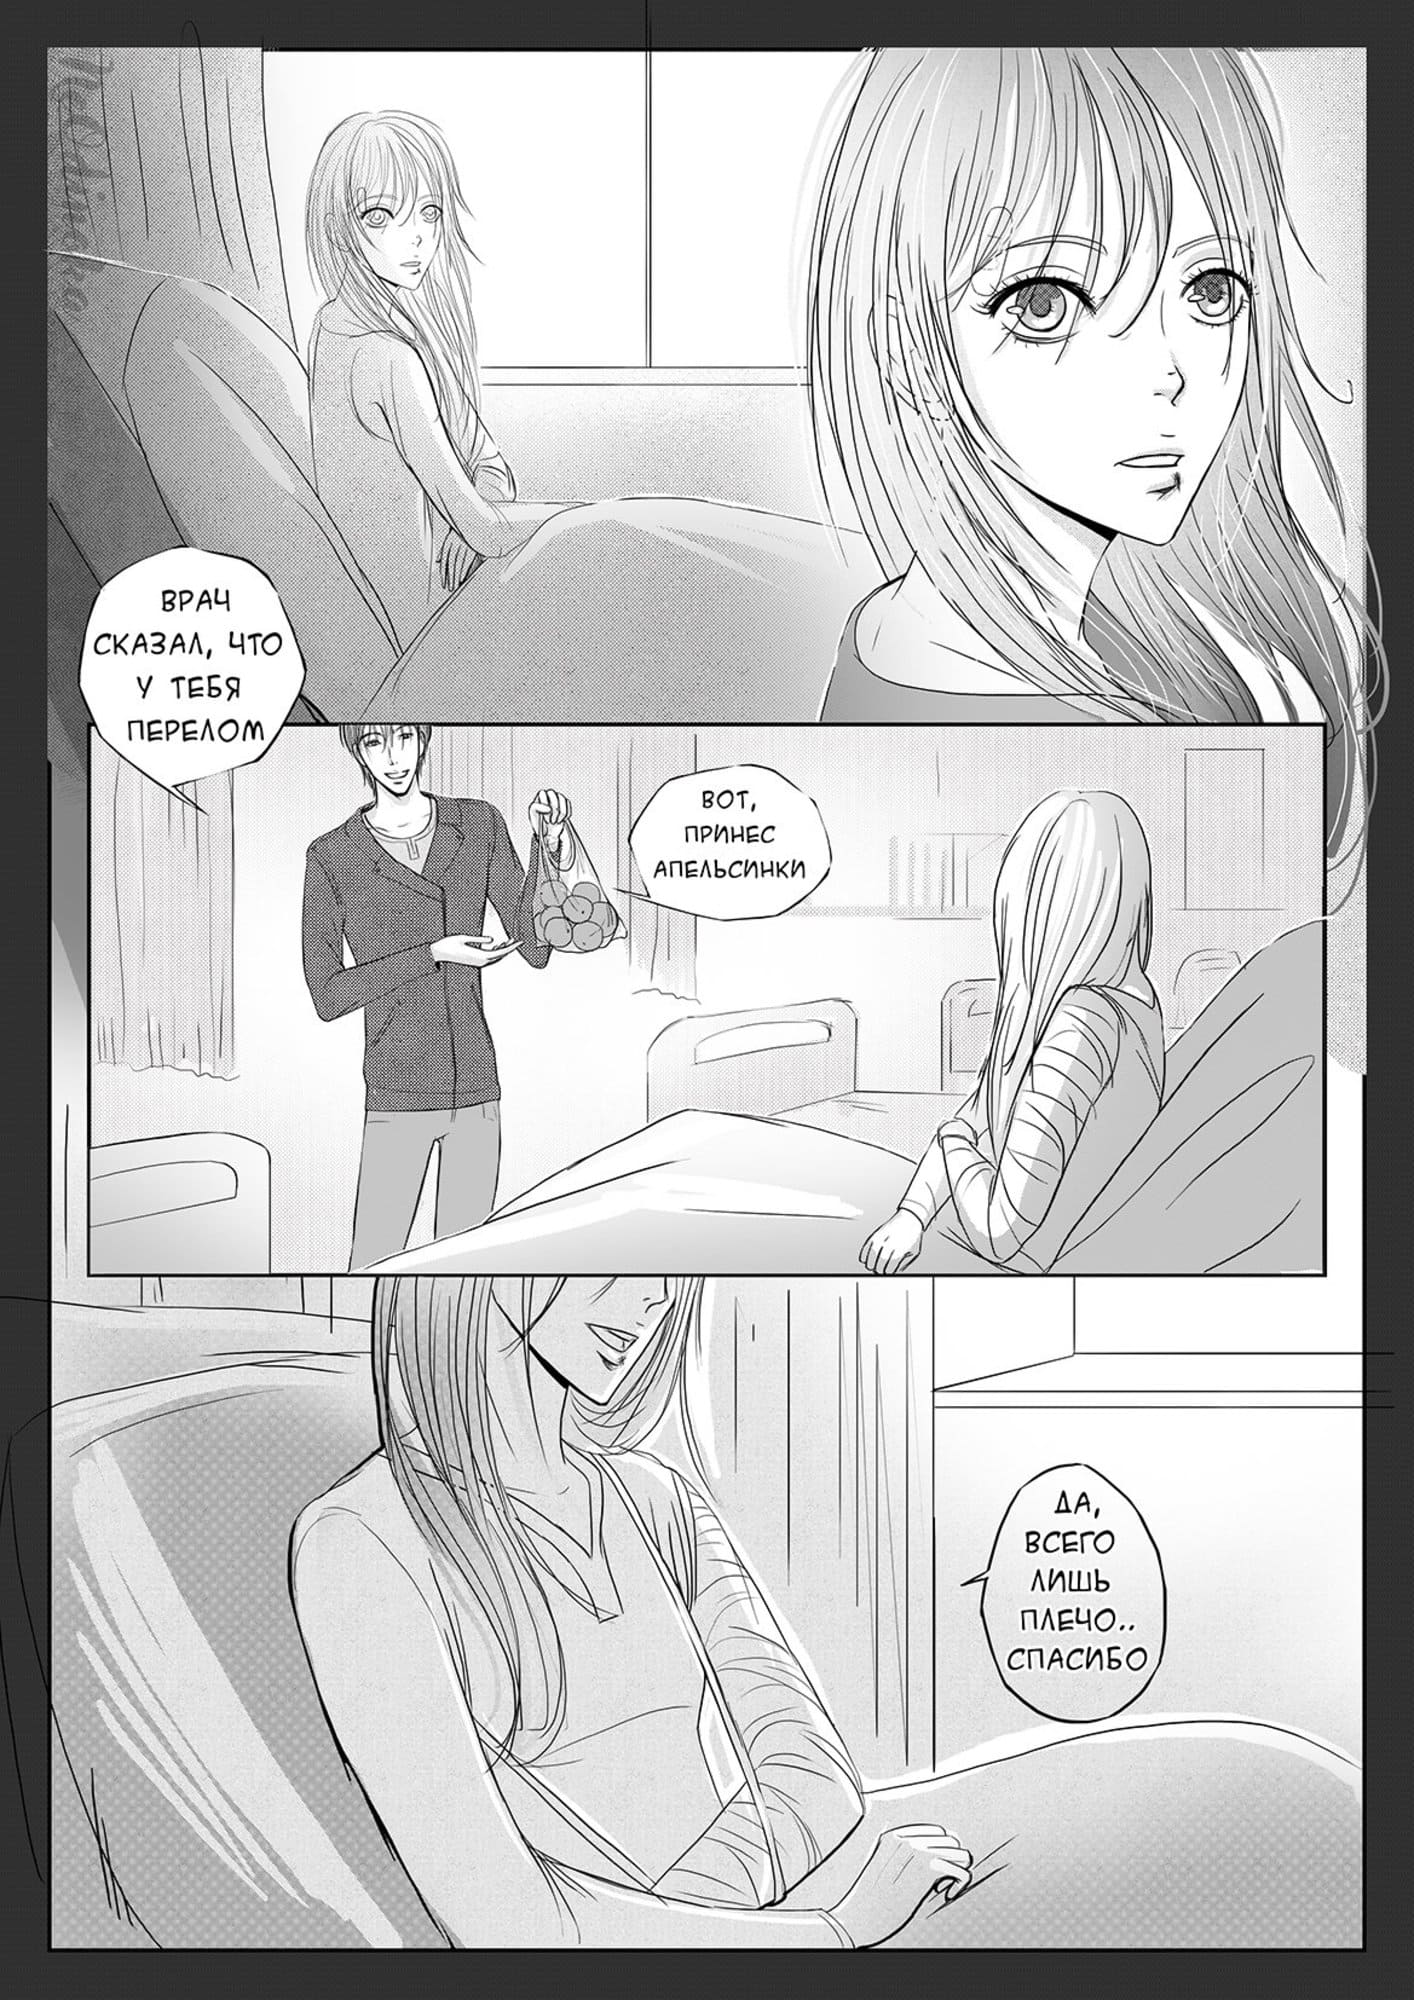 ВРАЧ
СКАЗАЛ, ЧТО
У ТЕБЯ
ПЕРЕЛОМ
ВОТ,
ПРИНЕС
АПЕЛЬСИНКИ
ДА,
ВСЕГО
ЛИШЬ
ПЛЕЧО..
СПАСИБО